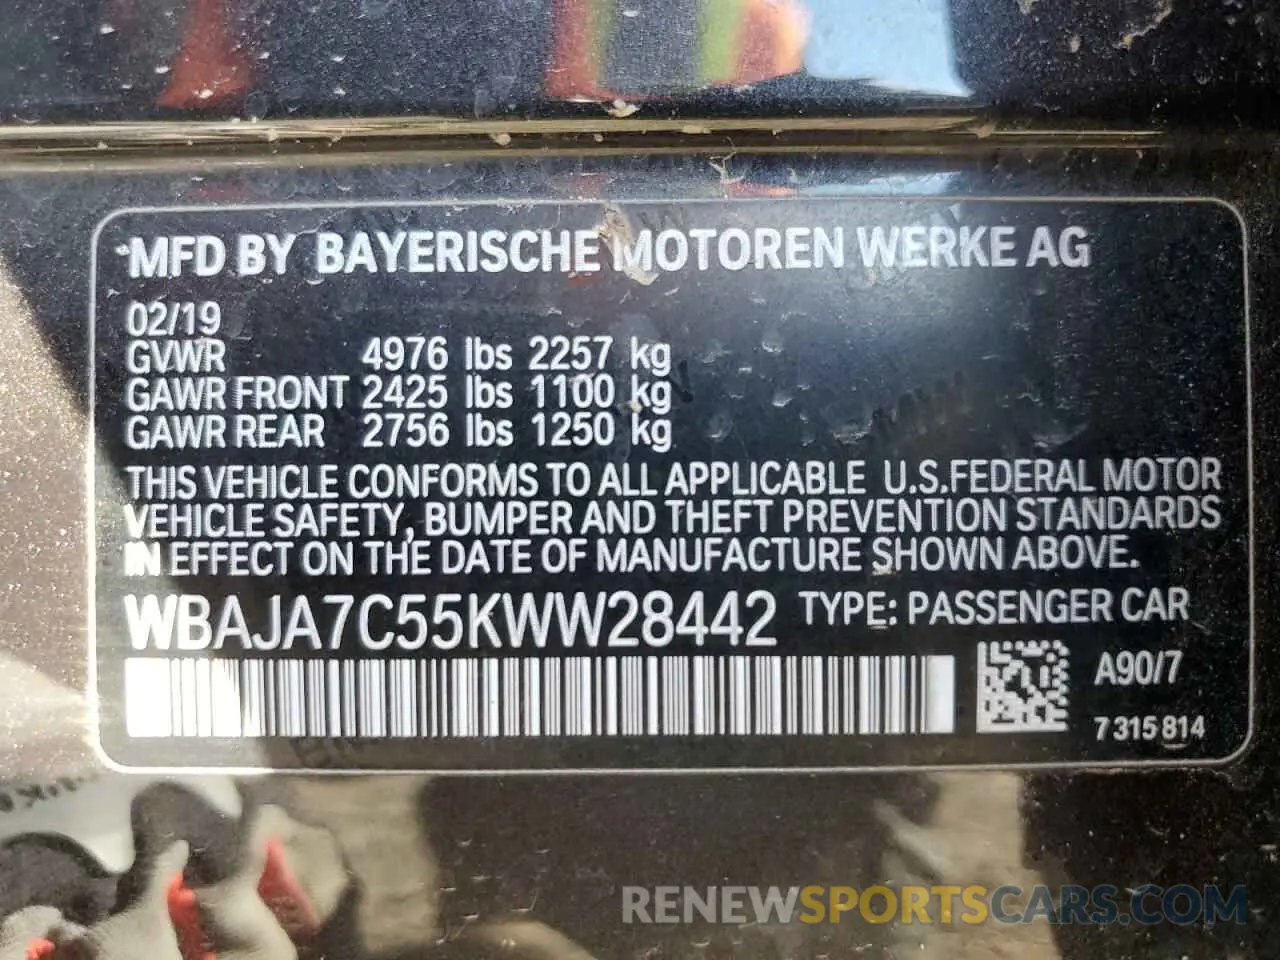 MFD BY BAYERISCHE MOTOREN WERKE AG
02/19
GVWR 4976 lbs 2257 kg
GAWR FRONT 2425 lbs 1100 kg
GAWR REAR 2756 lbs 1250 kg
THIS VEHICLE CONFORMS TO ALL APPLICABLE U.S.FEDERAL MOTOR
VEHICLE SAFETY, BUMPER AND THEFT PREVENTION STANDARDS
IN EFFECT ON THE DATE OF MANUFACTURE SHOWN ABOVE.
WBAJA7C55KWW28442 TYPE: PASSENGER CAR
A90/7
7 315 814
RENEWSPORTSCARS.COM